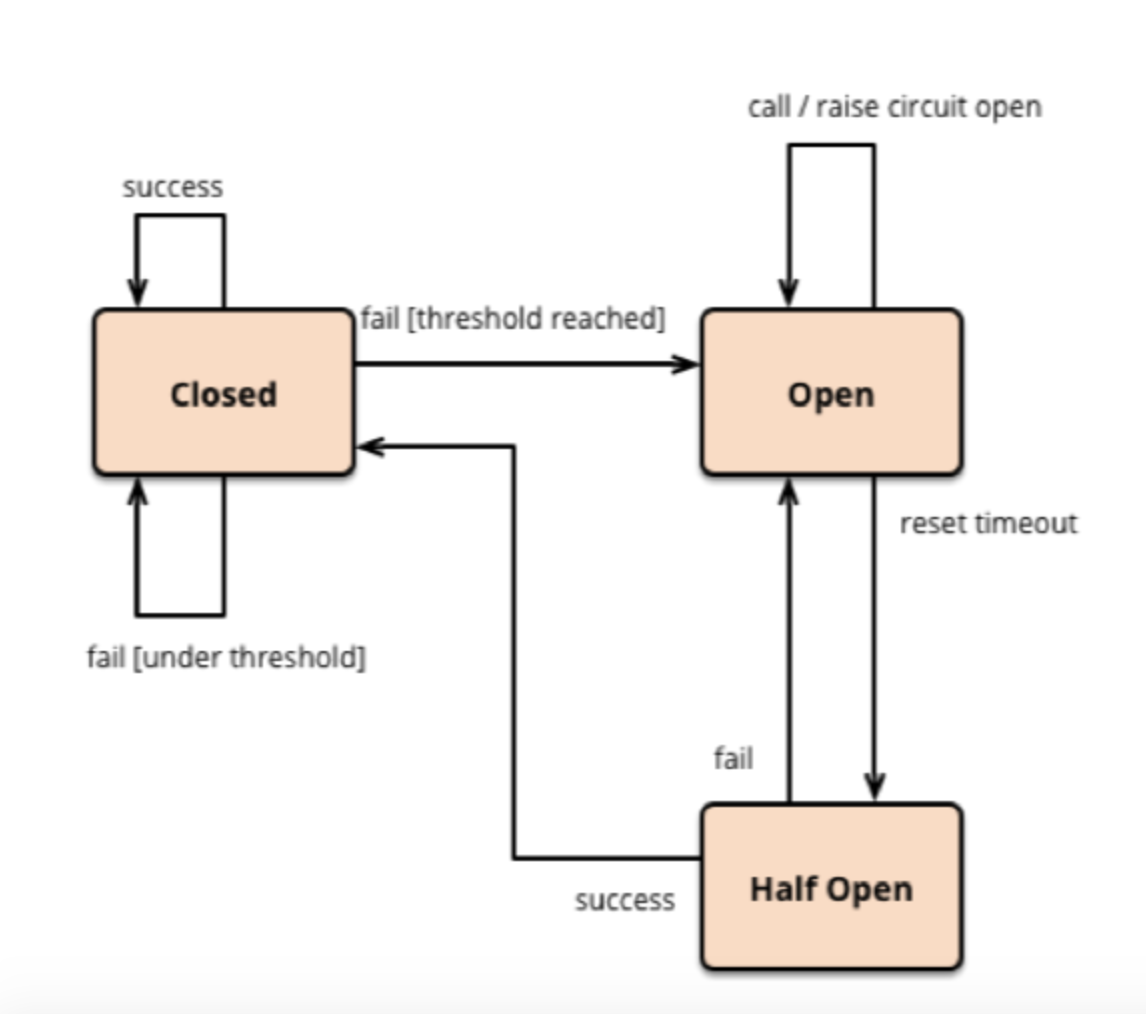 call / raise circuit open
success
fail [threshold reached]
Closed
Open
reset timeout
fail [under threshold]
fail
Half Open
success